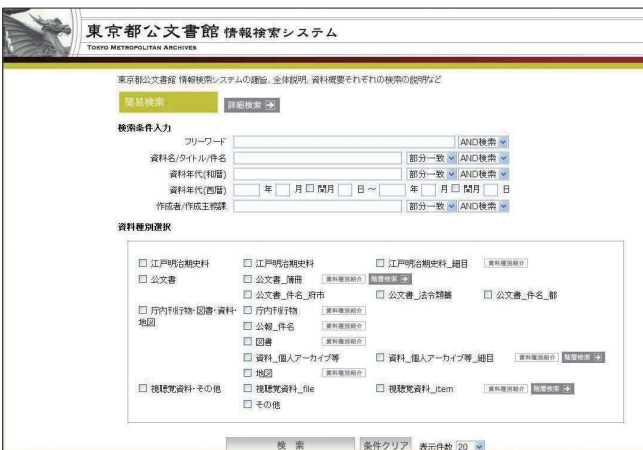 東京都公文書館 情報検索システム
TOKYO METROPOLITAN ARCHIVES
東京都公文書館 情報検索システムの趣旨、全体説明、資料概要それぞれの検索の説明など
簡易検索 詳細検索
検索条件入力
フリーワード AND検索
資料名/タイトル/件名 部分一致 AND検索
資料年代(和暦) 部分一致 AND検索
資料年代(西暦) 年 月 閏月 日 ~ 年 月 閏月 日
作成者/作成主務課 部分一致 AND検索
資料種別選択
江戸明治期史料 江戸明治期史料 江戸明治期史料_細目 資料種別紹介
公文書 公文書_簿冊 資料種別紹介 階層検索
公文書_件名_府市 公文書_法令類纂 公文書_件名_都
庁内刊行物・図書・資料・ 庁内刊行物 資料種別紹介
地図 公報_件名 資料種別紹介
図書 資料種別紹介
資料_個人アーカイブ等 資料_個人アーカイブ等_細目 資料種別紹介 階層検索
地図 資料種別紹介
視聴覚資料・その他 視聴覚資料_file 視聴覚資料_item 資料種別紹介 階層検索
その他
検 索 条件クリア 表示件数 20